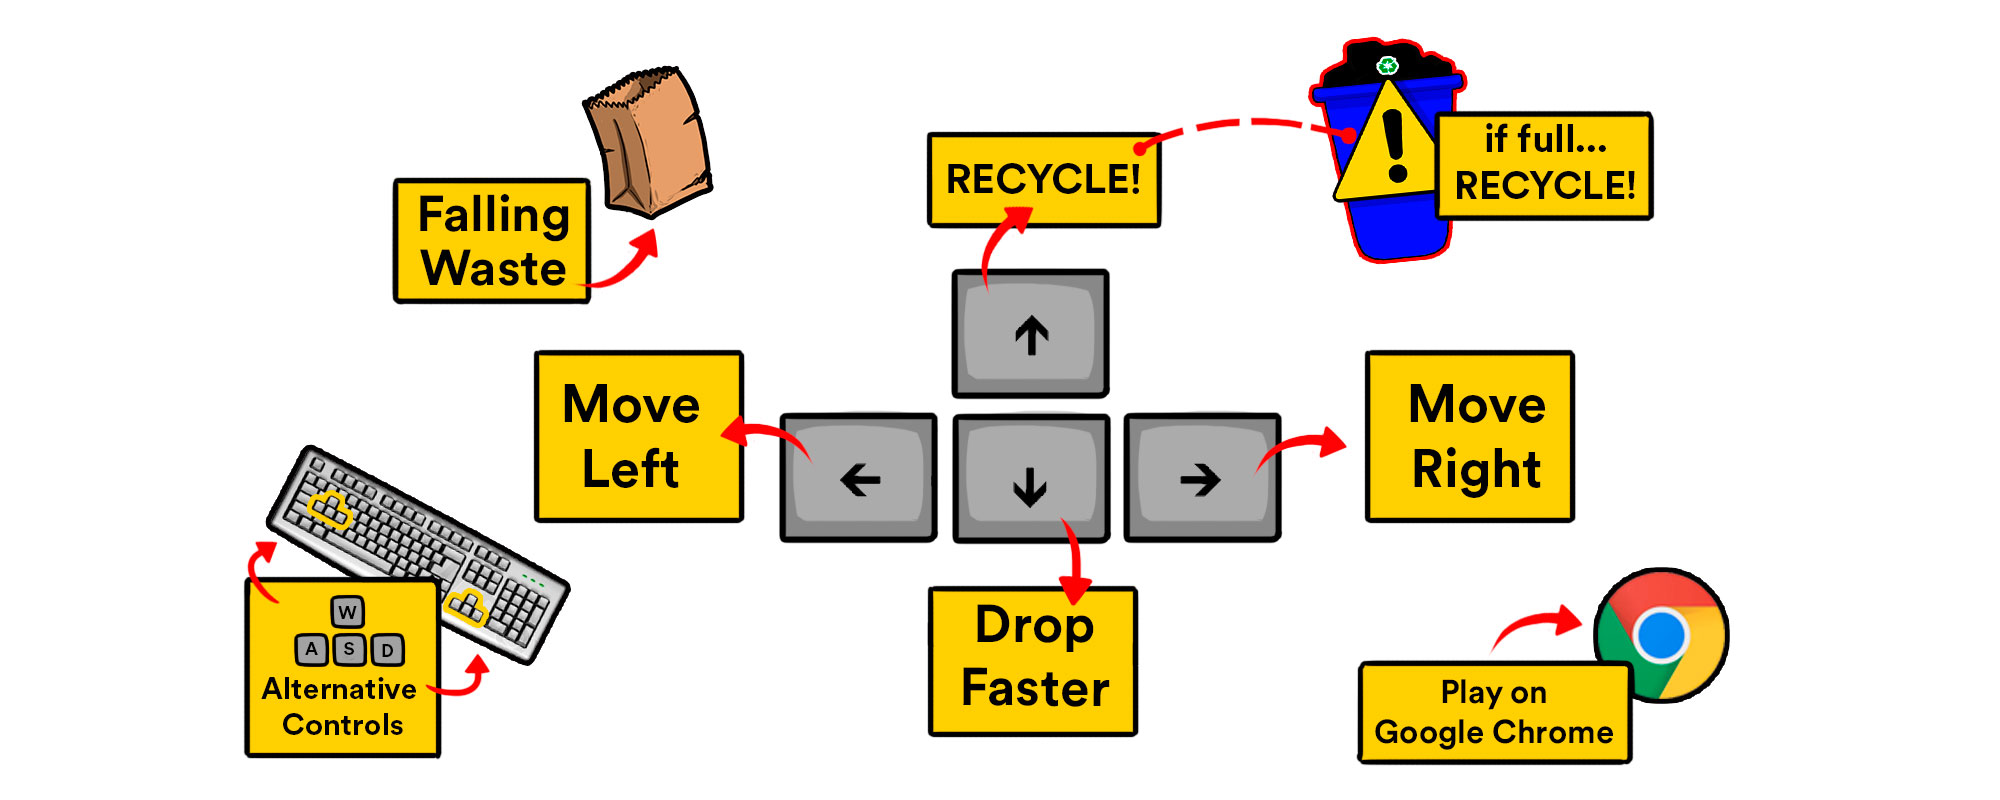 Falling
Waste
RECYCLE!
if full...
RECYCLE!
Move
Left
Move
Right
Drop
Faster
W
A S D
Alternative
Controls
Play on
Google Chrome